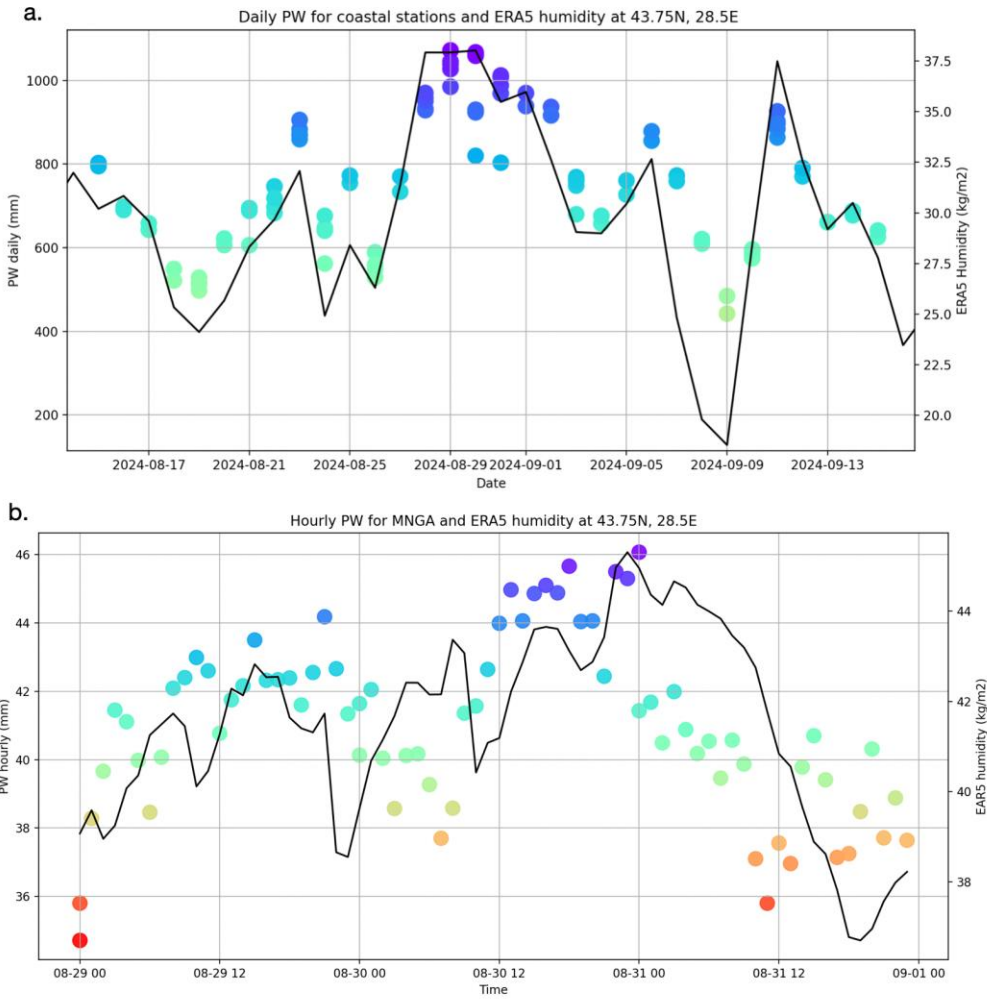 a.
Daily PW for coastal stations and ERA5 humidity at 43.75N, 28.5E
PW daily (mm)
1000
800
600
400
200
37.5
35.0
32.5
30.0
27.5
25.0
22.5
20.0
ERA5 Humidity (kg/m2)
2024-08-17 2024-08-21 2024-08-25 2024-08-29 2024-09-01 2024-09-05 2024-09-09 2024-09-13
Date
b.
Hourly PW for MNGA and ERA5 humidity at 43.75N, 28.5E
PW hourly (mm)
46
44
42
40
38
36
44
42
40
38
EAR5 humidity (kg/m2)
08-29 00 08-29 12 08-30 00 08-30 12 08-31 00 08-31 12 09-01 00
Time